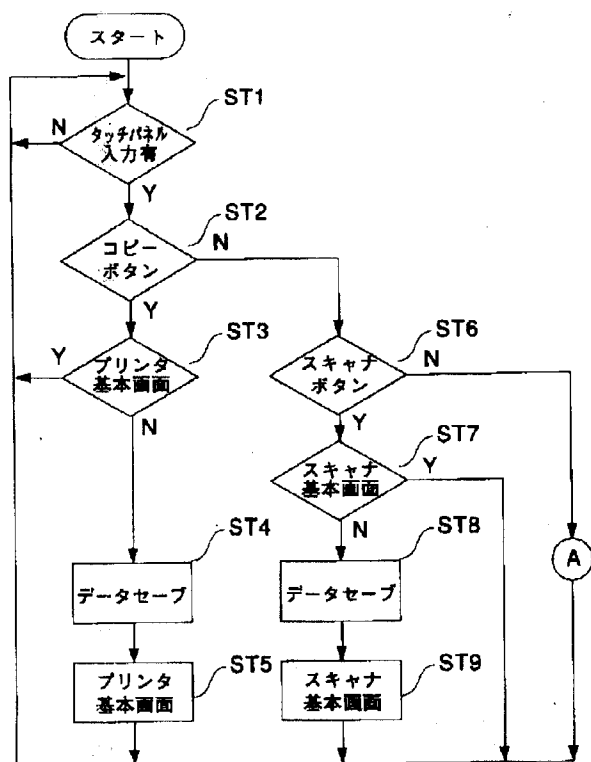 スタート
ST1
N
タッチパネル
入力有
Y
ST2
N
コピー
ボタン
Y
ST3
Y
プリンタ
基本画面
N
ST6
スキャナ
ボタン
N
Y
ST7
スキャナ
基本画面
Y
N
ST4
データセーブ
ST8
データセーブ
A
ST5
プリンタ
基本画面
ST9
スキャナ
基本画面